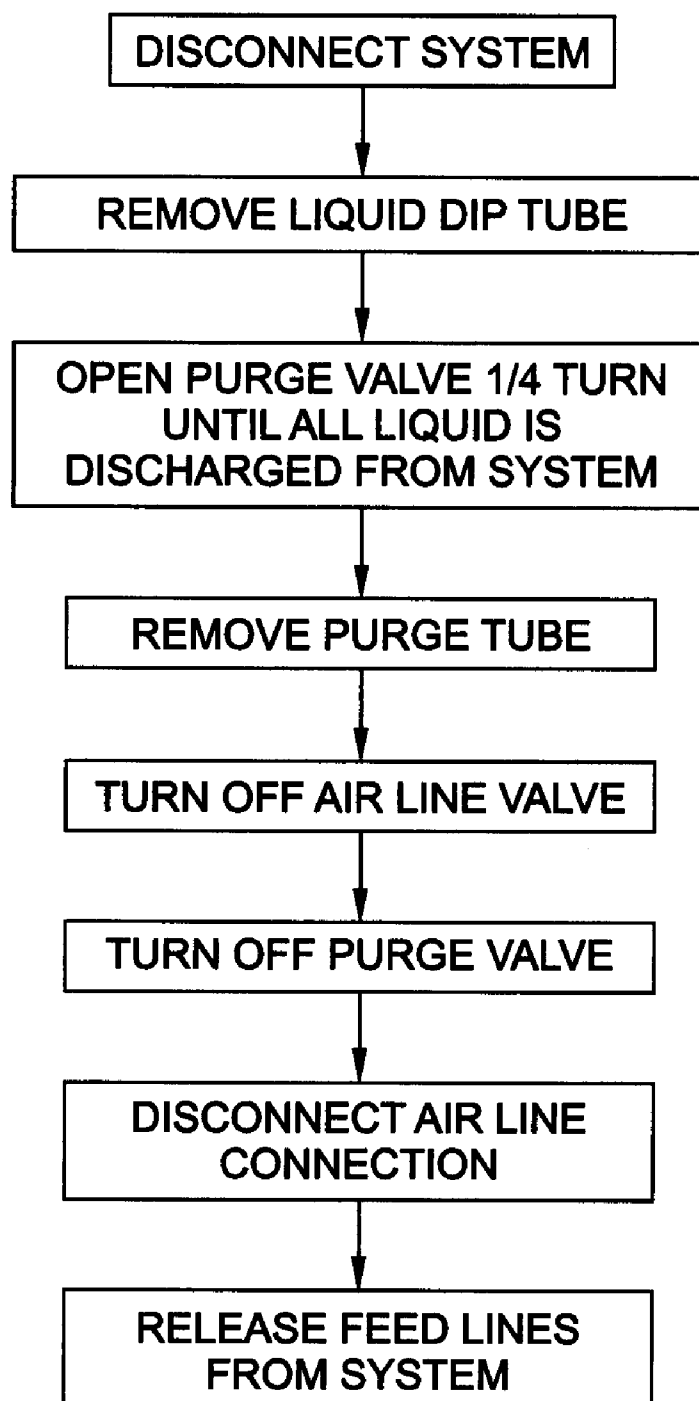 DISCONNECT SYSTEM
REMOVE LIQUID DIP TUBE
OPEN PURGE VALVE 1/4 TURN
UNTIL ALL LIQUID IS
DISCHARGED FROM SYSTEM
REMOVE PURGE TUBE
TURN OFF AIR LINE VALVE
TURN OFF PURGE VALVE
DISCONNECT AIR LINE
CONNECTION
RELEASE FEED LINES
FROM SYSTEM